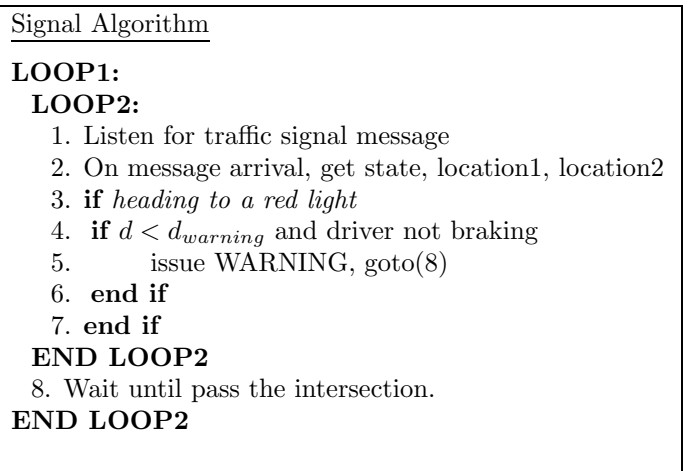 Signal Algorithm
LOOP1:
LOOP2:
1. Listen for traffic signal message
2. On message arrival, get state, location1, location2
3. if heading to a red light
4. if d < d_warning and driver not braking
5. issue WARNING, goto(8)
6. end if
7. end if
END LOOP2
8. Wait until pass the intersection.
END LOOP2